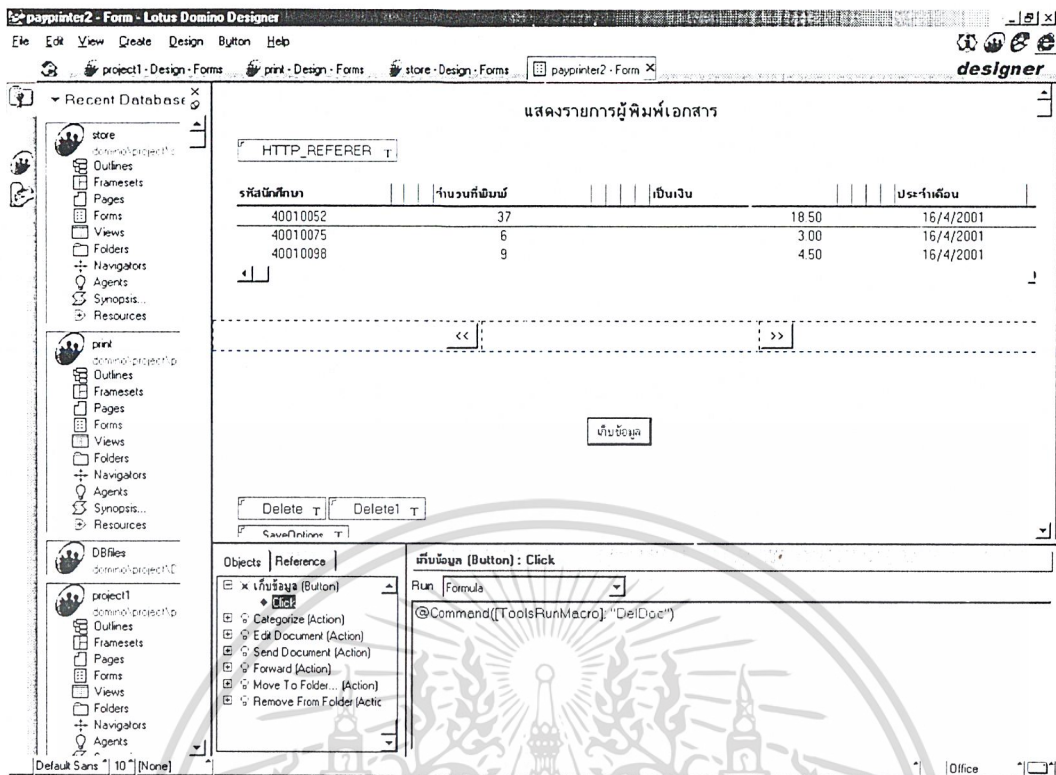 payprinter2 - Form - Lotus Domino Designer
File Edit View Create Design Button Help
project1 - Design - Forms print - Design - Forms store - Design - Forms payprinter2 - Form
designer
Recent Database
store
Outlines
Framesets
Pages
Forms
Views
Folders
Navigators
Agents
Synopsis...
Resources
print
domino\project\p
Outlines
Framesets
Pages
Forms
Views
Folders
Navigators
Agents
Synopsis...
Resources
DBfiles
project1
domino\project\p
Outlines
Framesets
Pages
Forms
Views
Folders
Navigators
Agents
แสดงรายการผู้พิมพ์เอกสาร
HTTP_REFERER T
รหัสนักศึกษา จำนวนที่พิมพ์ เป็นเงิน ประจำเดือน
40010052 37 18.50 16/4/2001
40010075 6 3.00 16/4/2001
40010098 9 4.50 16/4/2001
<< >>
เก็บข้อมูล
Delete T Delete1 T
SaveOptions T
Objects Reference
เก็บข้อมูล (Button)
Click
Categorize (Action)
Edit Document (Action)
Send Document (Action)
Forward (Action)
Move To Folder... (Action)
Remove From Folder (Actic
เก็บข้อมูล (Button) : Click
Run Formula
@Command([ToolsRunMacro]; "DelDoc")
Default Sans 10 [None] Office